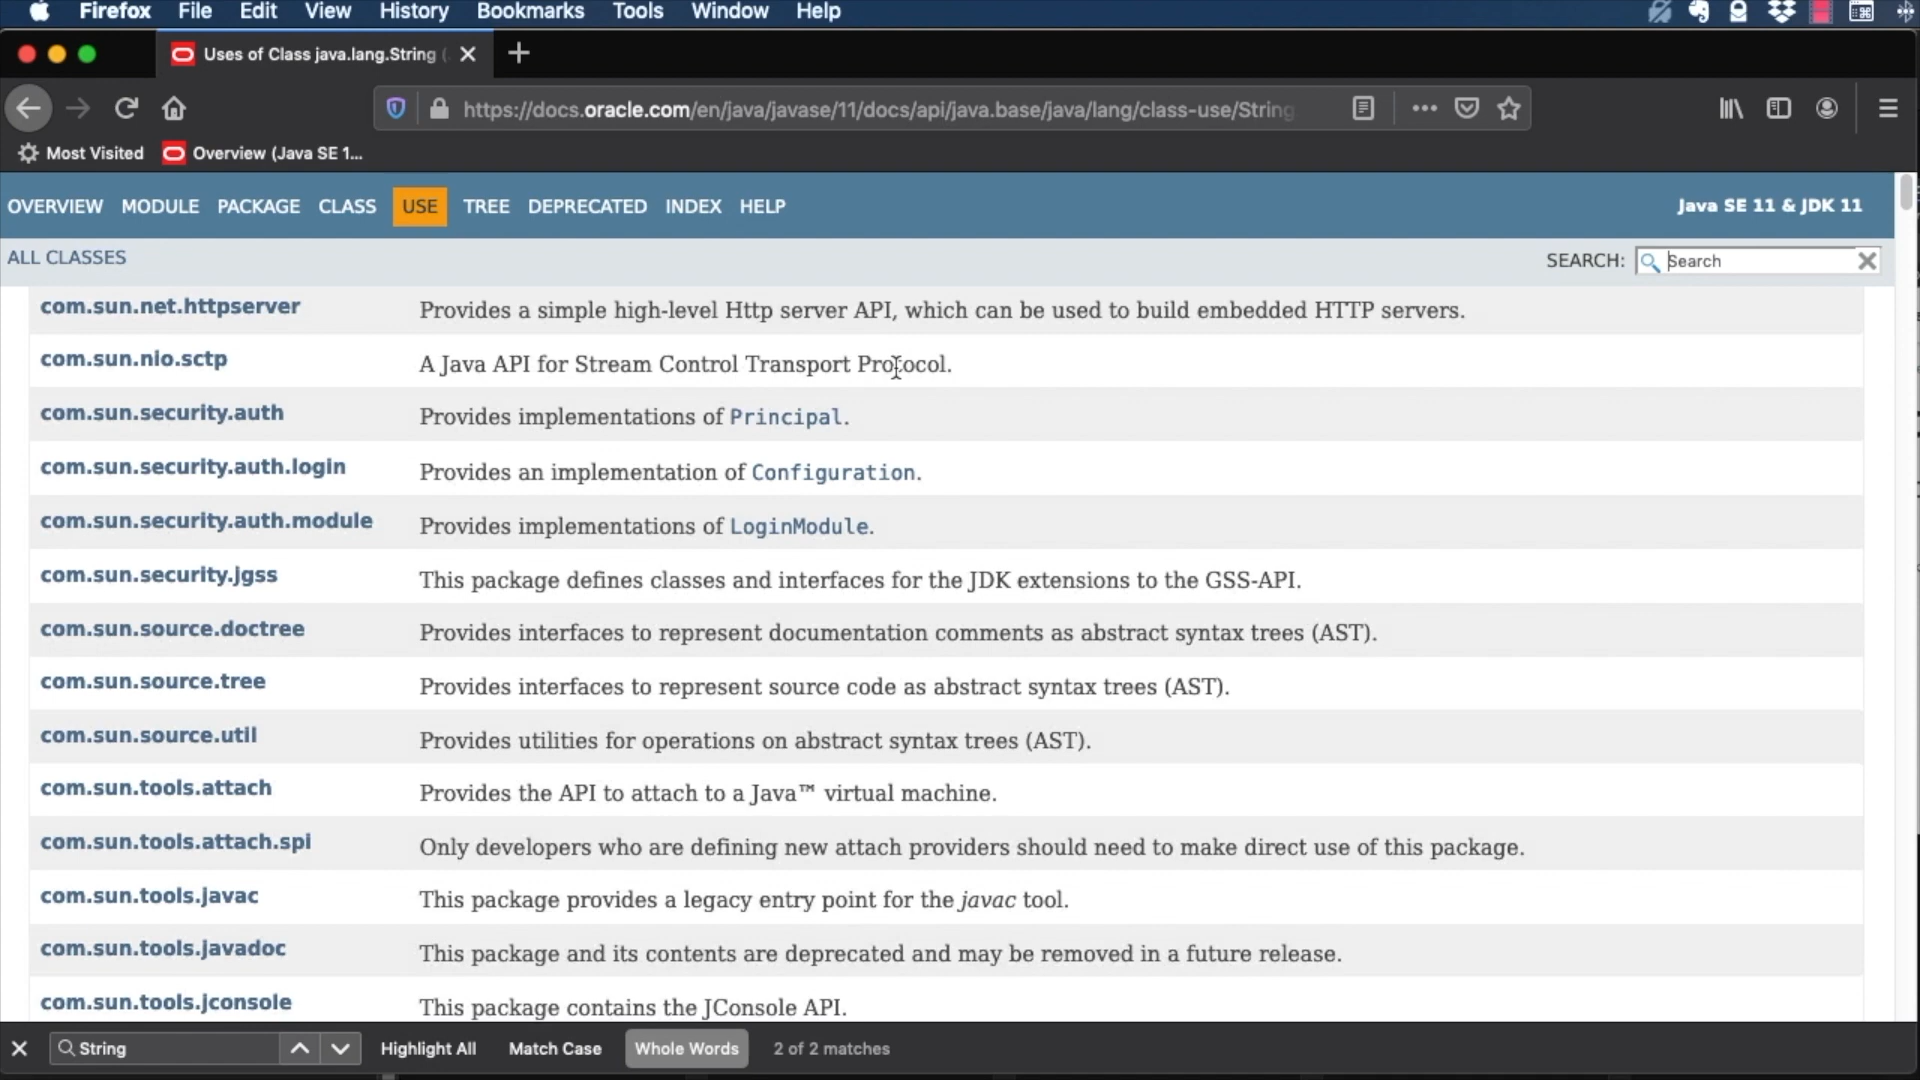 Firefox File Edit View History Bookmarks Tools Window Help
Uses of Class java.lang.String (
https://docs.oracle.com/en/java/javase/11/docs/api/java.base/java/lang/class-use/String
Most Visited Overview (Java SE 1...
OVERVIEW MODULE PACKAGE CLASS USE TREE DEPRECATED INDEX HELP Java SE 11 & JDK 11
ALL CLASSES SEARCH: Search
com.sun.net.httpserver Provides a simple high-level Http server API, which can be used to build embedded HTTP servers.
com.sun.nio.sctp A Java API for Stream Control Transport Protocol.
com.sun.security.auth Provides implementations of Principal.
com.sun.security.auth.login Provides an implementation of Configuration.
com.sun.security.auth.module Provides implementations of LoginModule.
com.sun.security.jgss This package defines classes and interfaces for the JDK extensions to the GSS-API.
com.sun.source.doctree Provides interfaces to represent documentation comments as abstract syntax trees (AST).
com.sun.source.tree Provides interfaces to represent source code as abstract syntax trees (AST).
com.sun.source.util Provides utilities for operations on abstract syntax trees (AST).
com.sun.tools.attach Provides the API to attach to a Java™ virtual machine.
com.sun.tools.attach.spi Only developers who are defining new attach providers should need to make direct use of this package.
com.sun.tools.javac This package provides a legacy entry point for the javac tool.
com.sun.tools.javadoc This package and its contents are deprecated and may be removed in a future release.
com.sun.tools.jconsole This package contains the JConsole API.
String Highlight All Match Case Whole Words 2 of 2 matches